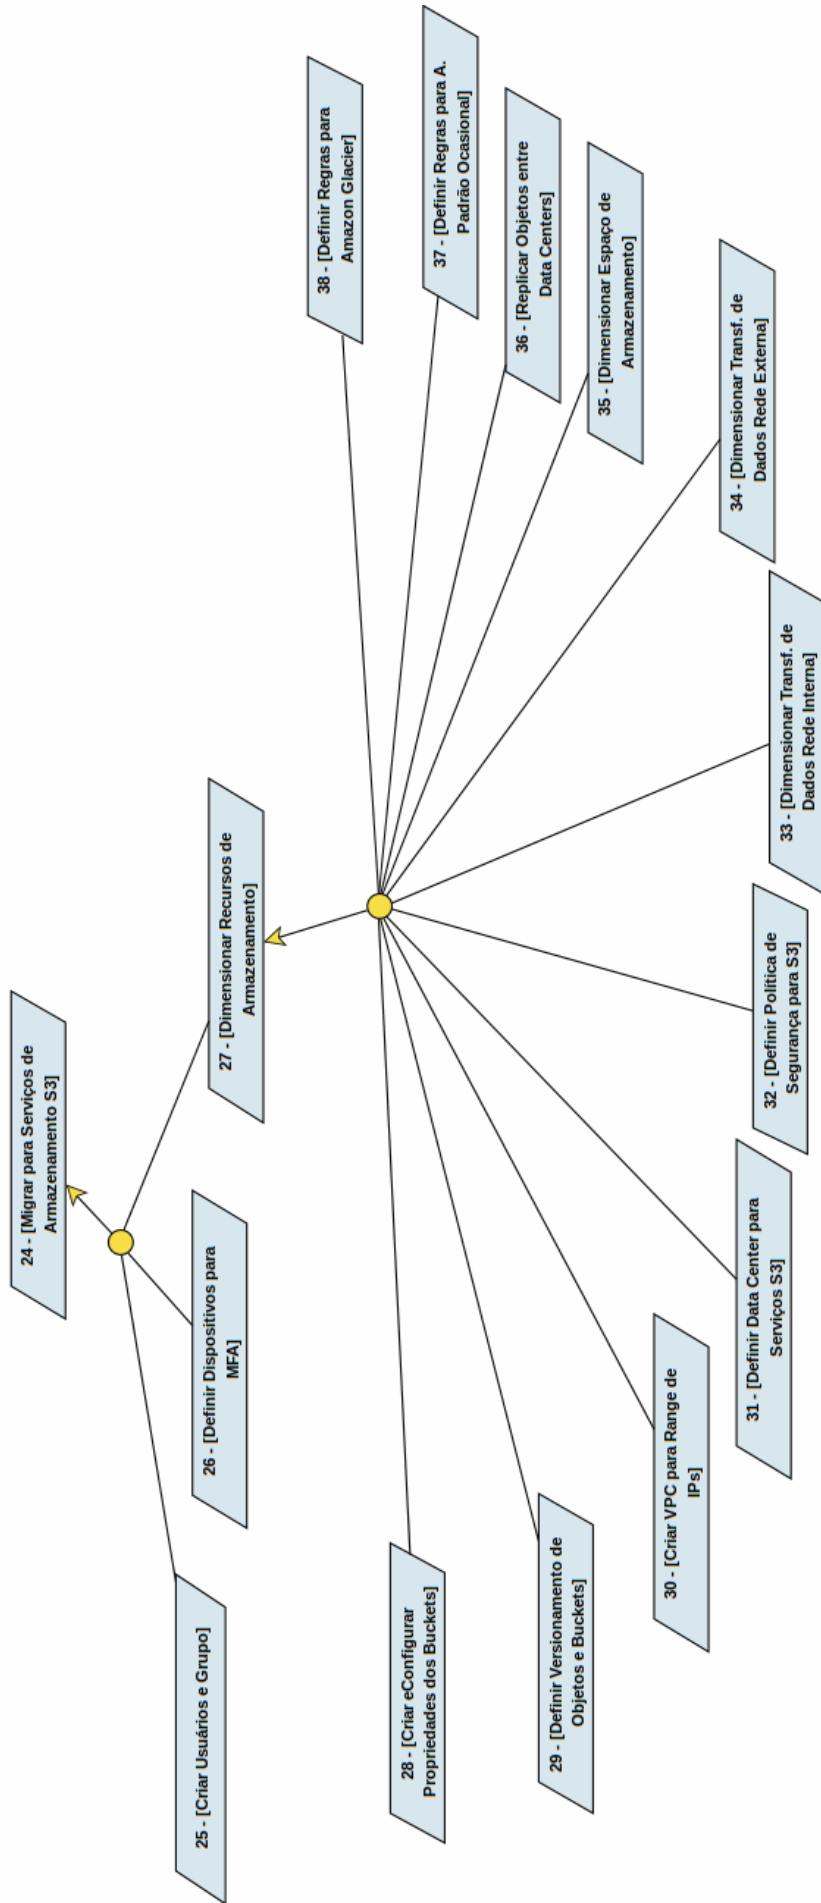 24 - [Migrar para Serviços de
Armazenamento S3]
25 - [Criar Usuários e Grupo]
26 - [Definir Dispositivos para
MFA]
27 - [Dimensionar Recursos de
Armazenamento]
28 - [Criar eConfigurar
Propriedades dos Buckets]
29 - [Definir Versionamento de
Objetos e Buckets]
30 - [Criar VPC para Range de
IPs]
31 - [Definir Data Center para
Serviços S3]
32 - [Definir Política de
Segurança para S3]
33 - [Dimensionar Transf. de
Dados Rede Interna]
34 - [Dimensionar Transf. de
Dados Rede Externa]
35 - [Dimensionar Espaço de
Armazenamento]
36 - [Replicar Objetos entre
Data Centers]
37 - [Definir Regras para A.
Padrão Ocasional]
38 - [Definir Regras para
Amazon Glacier]